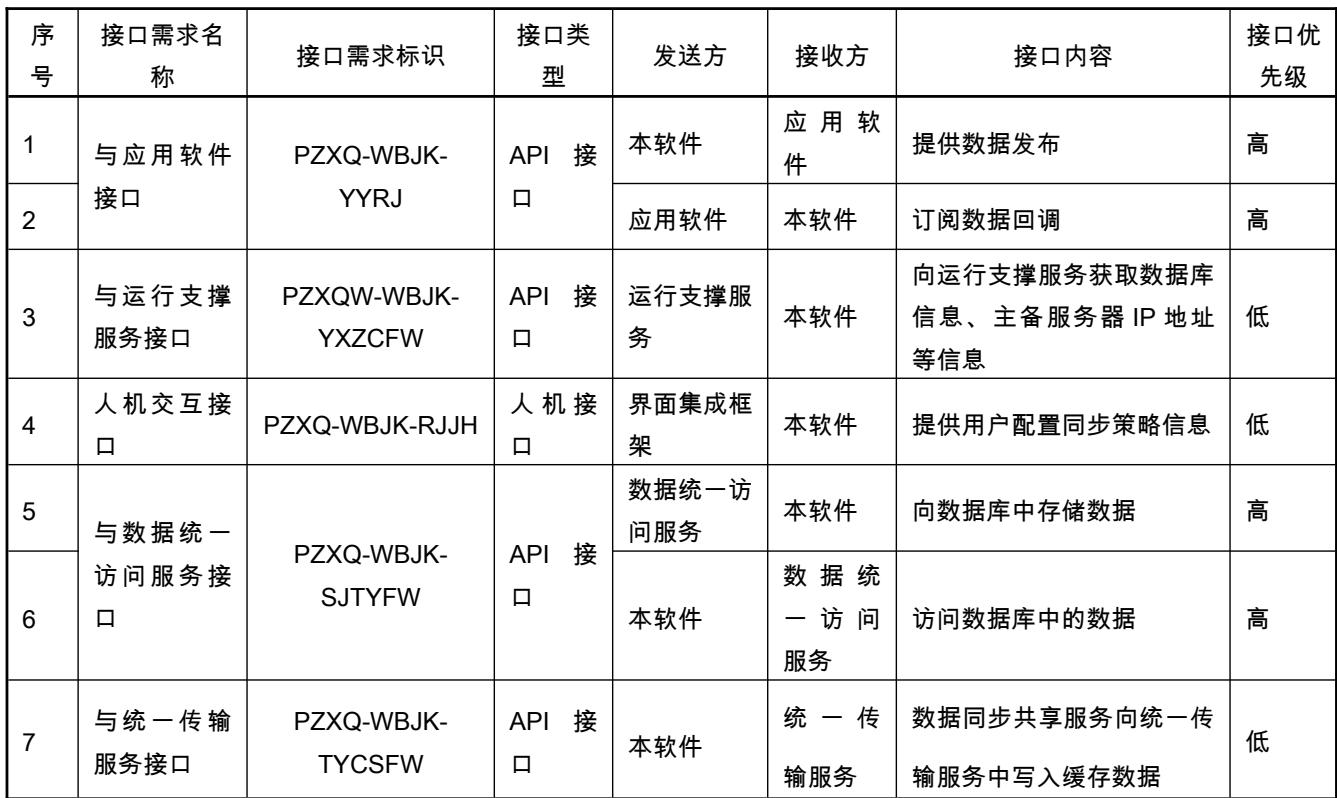 序号 接口需求名称 接口需求标识 接口类型 发送方 接收方 接口内容 接口优先级
1 与应用软件接口 PZXQ-WBJK-YYRJ API 接口 本软件 应用软件 提供数据发布 高
2 应用软件 本软件 订阅数据回调 高
3 与运行支撑服务接口 PZXQW-WBJK-YXZCFW API 接口 运行支撑服务 本软件 向运行支撑服务获取数据库信息、主备服务器 IP 地址等信息 低
4 人机交互接口 PZXQ-WBJK-RJJH 人机接口 界面集成框架 本软件 提供用户配置同步策略信息 低
5 与数据统一访问服务接口 PZXQ-WBJK-SJTYFW API 接口 数据统一访问服务 本软件 向数据库中存储数据 高
6 本软件 数据统一访问服务 访问数据库中的数据 高
7 与统一传输服务接口 PZXQ-WBJK-TYCSFW API 接口 本软件 统一传输服务 数据同步共享服务向统一传输服务中写入缓存数据 低